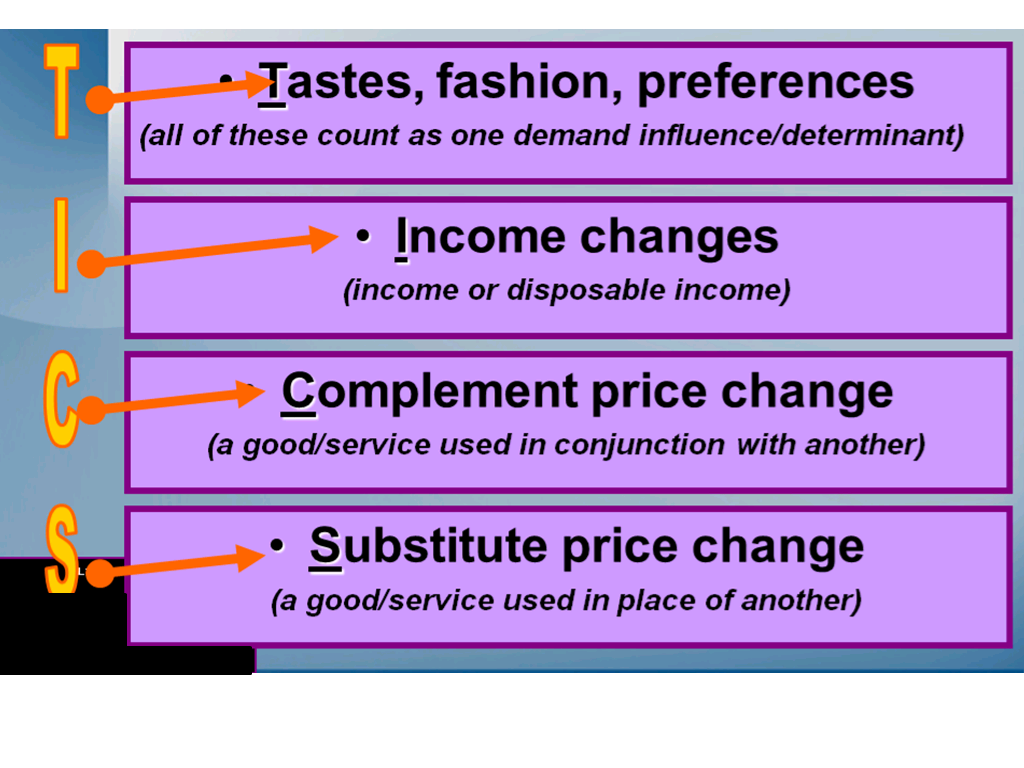 T
• Tastes, fashion, preferences
(all of these count as one demand influence/determinant)
I
• Income changes
(income or disposable income)
C
• Complement price change
(a good/service used in conjunction with another)
S
• Substitute price change
(a good/service used in place of another)